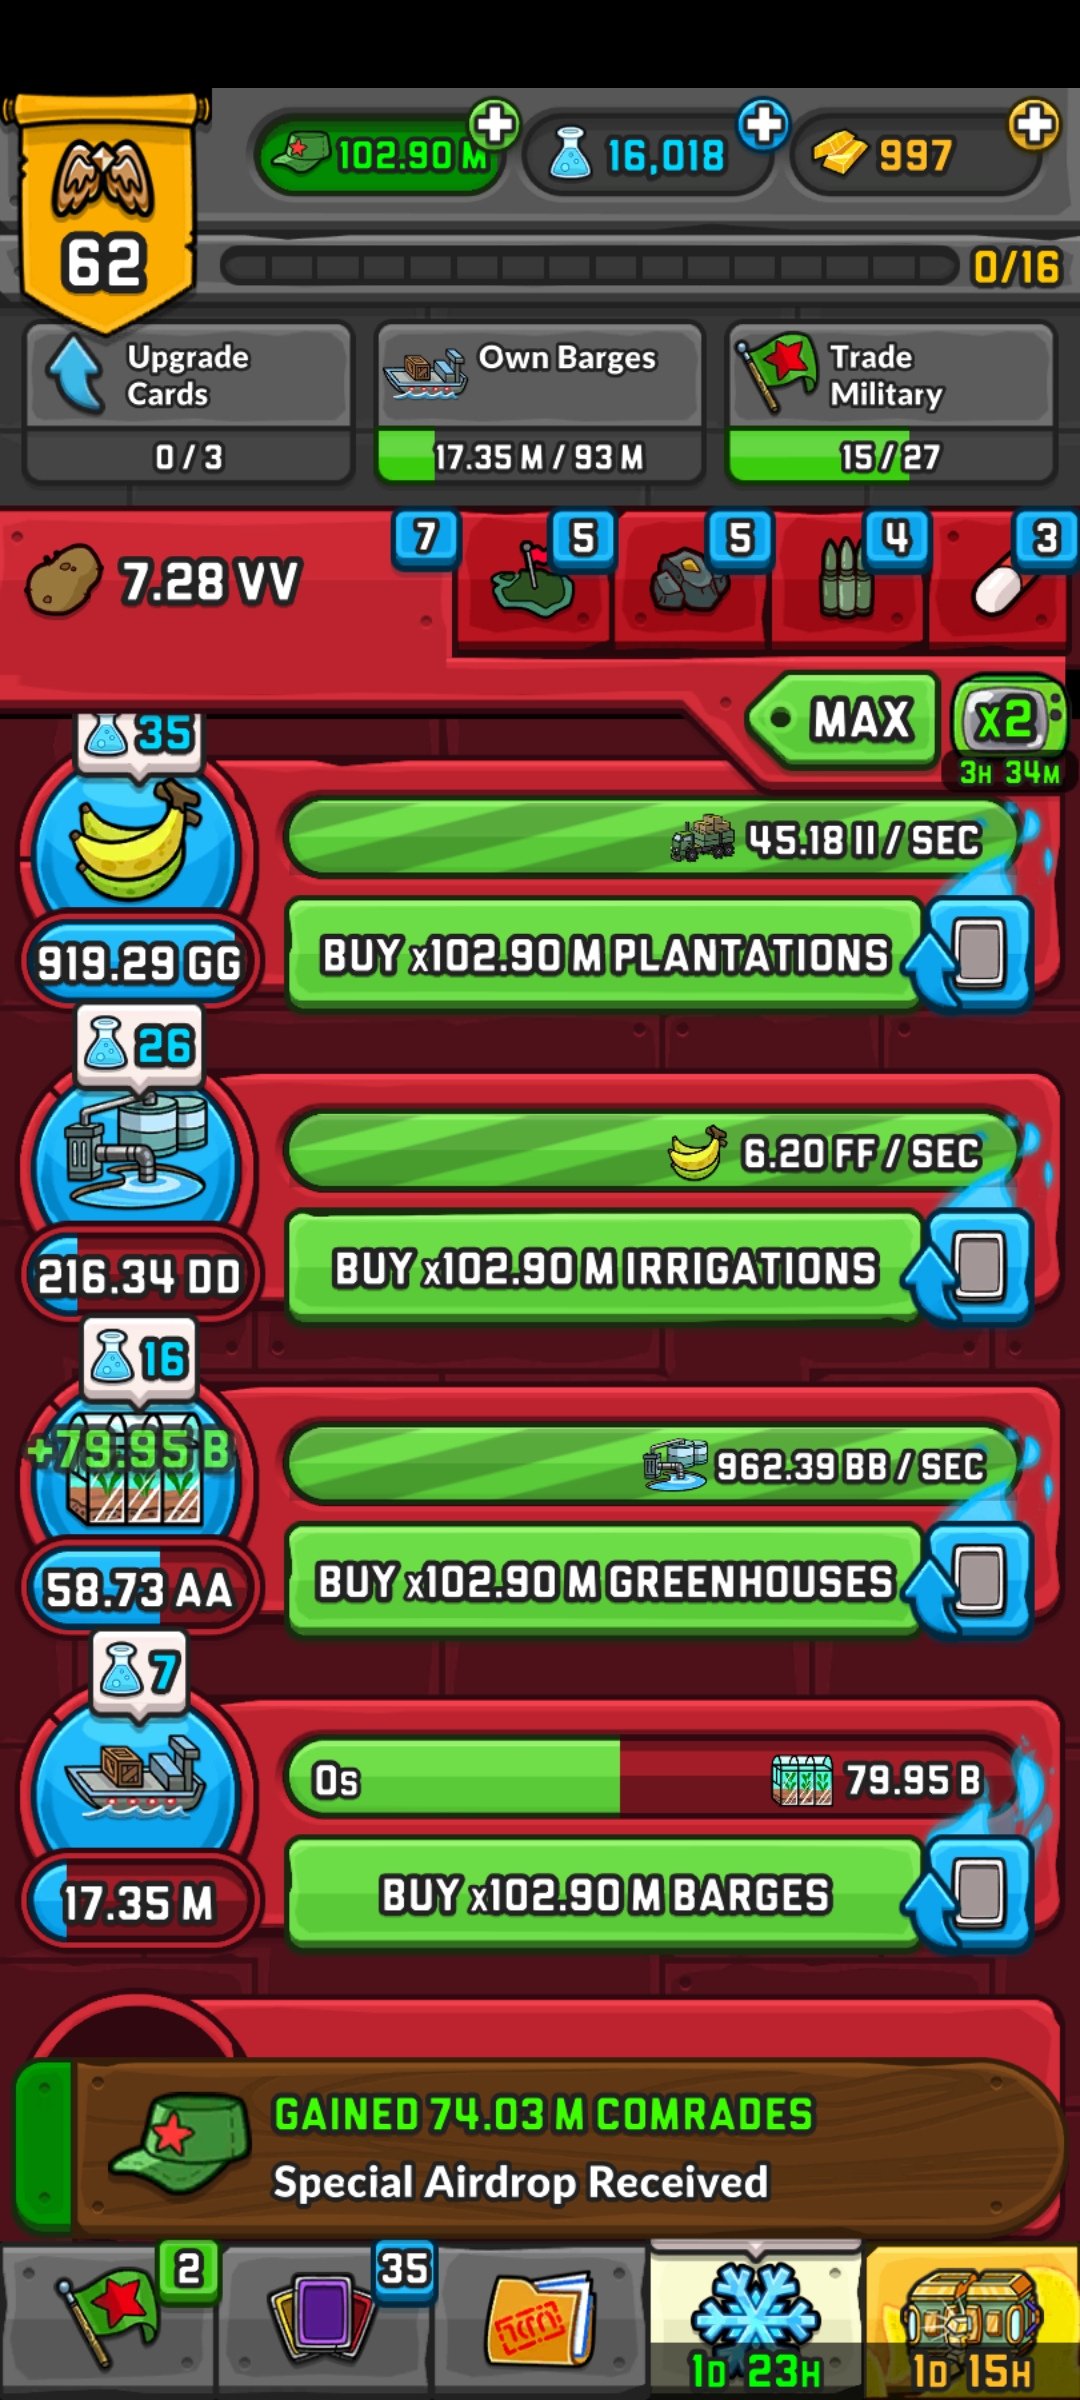 102.90 M
16,018
997
62
0/16
Upgrade
Cards
0 / 3
Own Barges
17.35 M / 93 M
Trade
Military
15 / 27
7.28 VV
7
5
5
4
3
MAX
x2
3H 34M
35
45.18 II / SEC
919.29 GG
BUY x102.90 M PLANTATIONS
26
6.20 FF / SEC
216.34 DD
BUY x102.90 M IRRIGATIONS
16
+79.95 B
962.39 BB / SEC
58.73 AA
BUY x102.90 M GREENHOUSES
7
0s
79.95 B
17.35 M
BUY x102.90 M BARGES
GAINED 74.03 M COMRADES
Special Airdrop Received
2
35
1D 23H
1D 15H